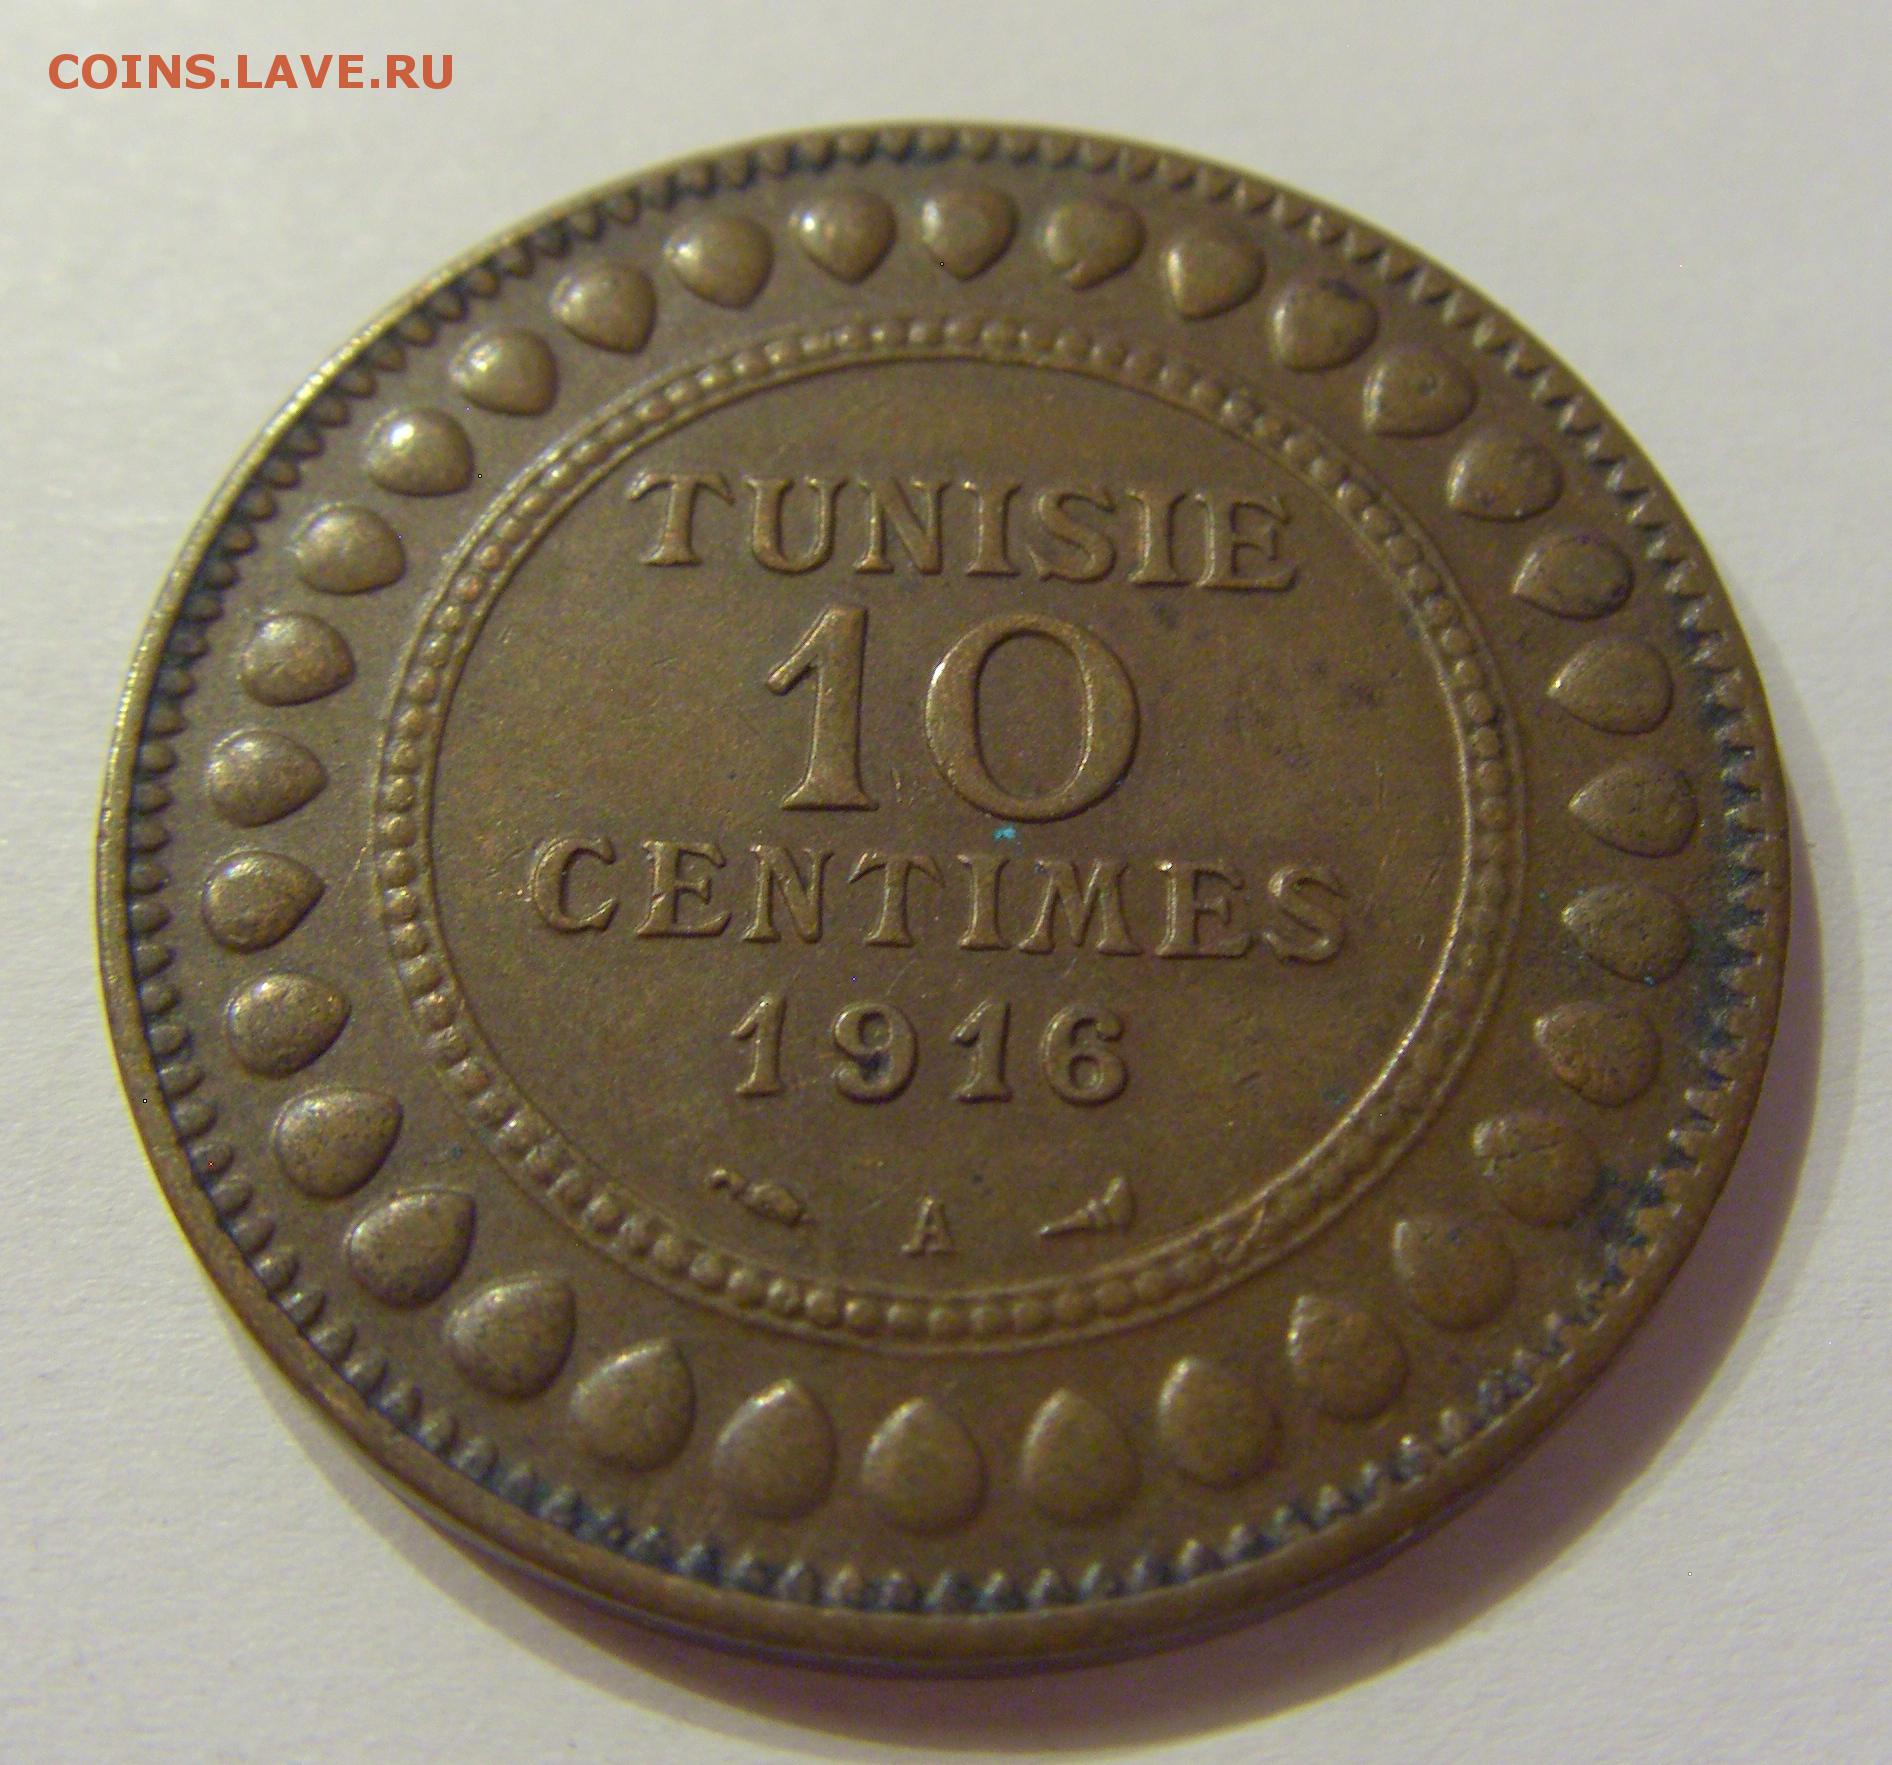 COINS.LAVE.RU
TUNISIE
10
CENTIMES
1916
A